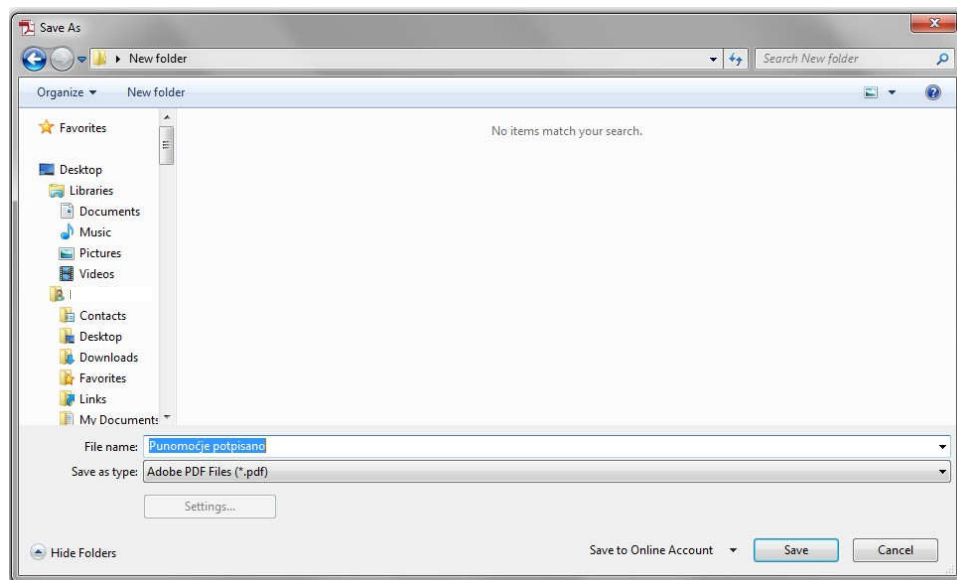 Save As
New folder
Search New folder
Organize
New folder
Favorites
No items match your search.
Desktop
Libraries
Documents
Music
Pictures
Videos
Contacts
Desktop
Downloads
Favorites
Links
My Documents
File name: Punomoćje potpisano
Save as type: Adobe PDF Files (*.pdf)
Settings...
Hide Folders
Save to Online Account
Save
Cancel